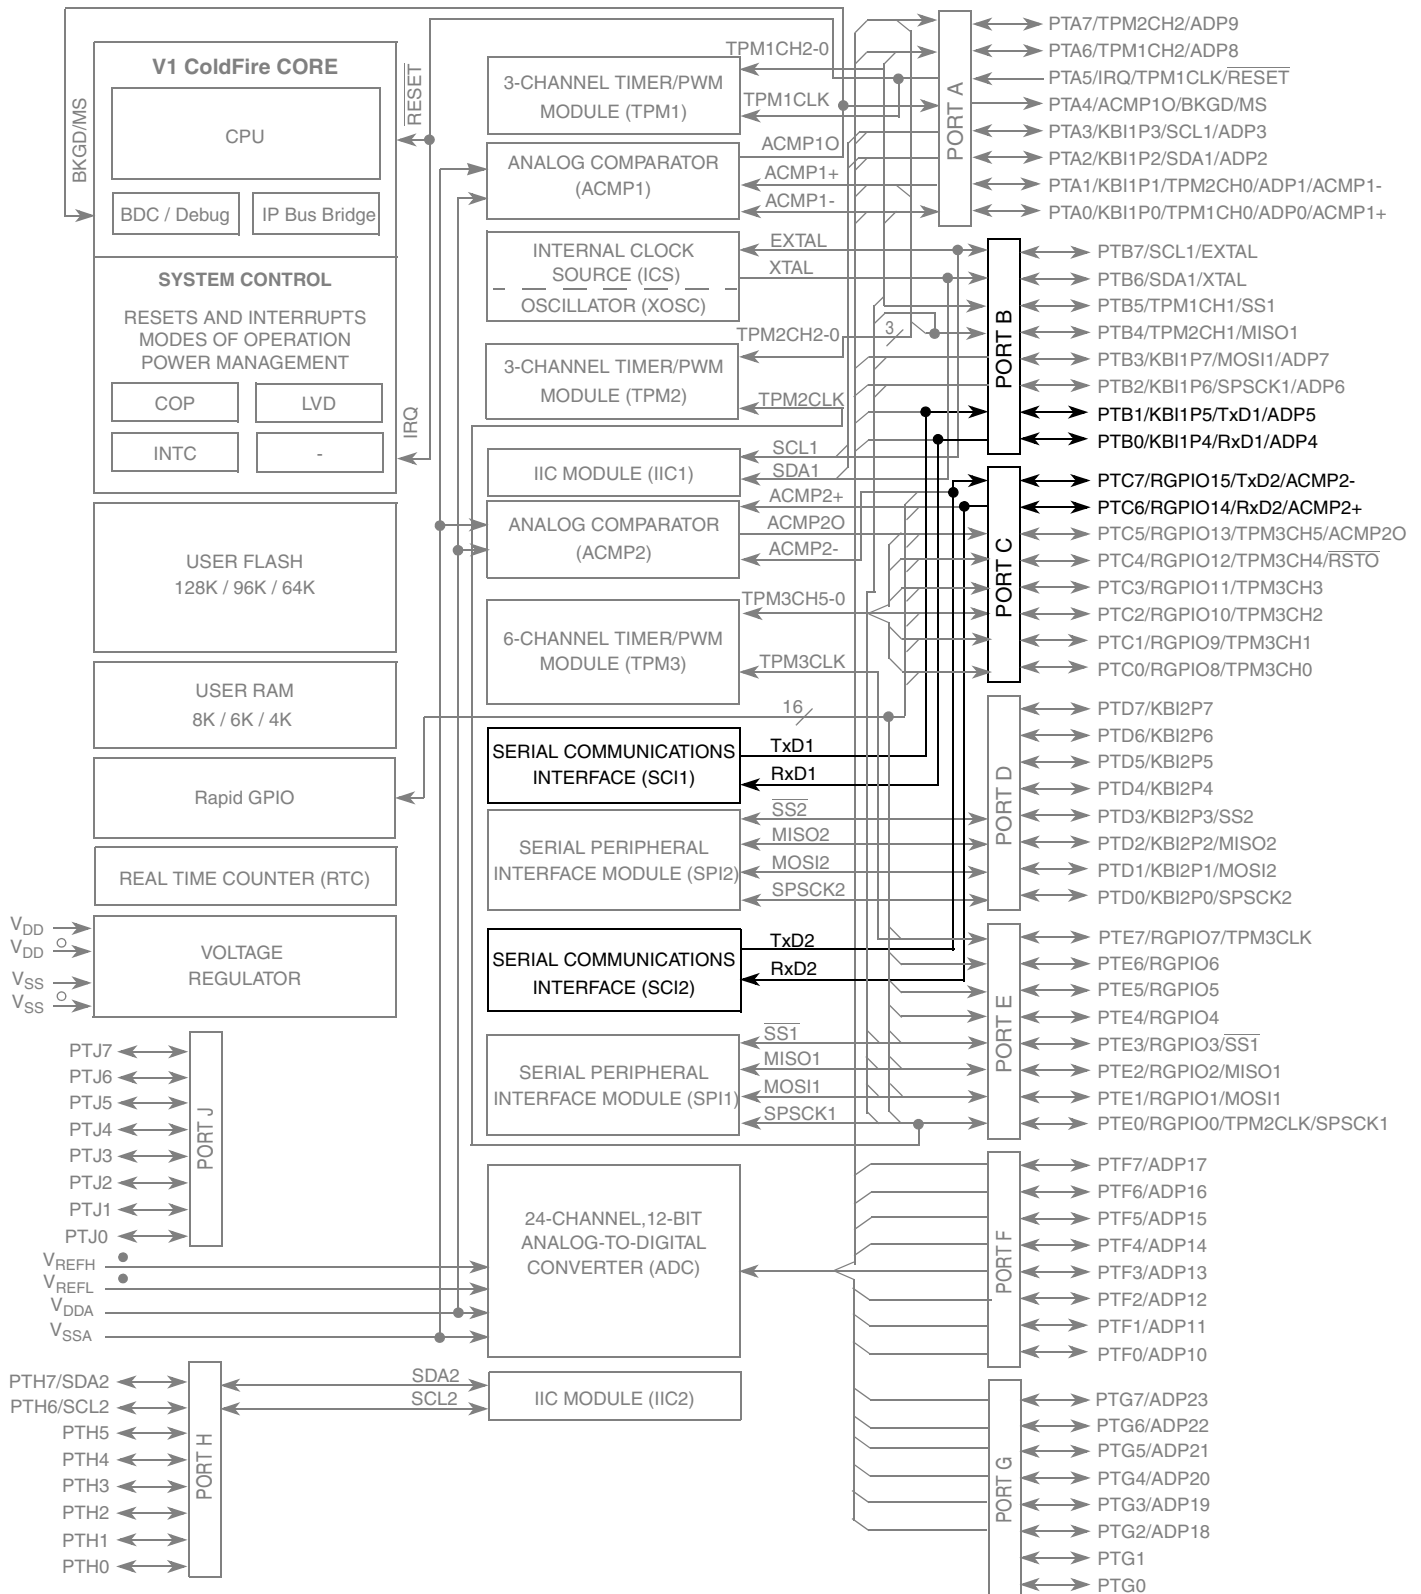 V1 ColdFire CORE
CPU
BDC / Debug
IP Bus Bridge
BKGD/MS
RESET
SYSTEM CONTROL
RESETS AND INTERRUPTS
MODES OF OPERATION
POWER MANAGEMENT
COP
LVD
INTC
-
IRQ
USER FLASH
128K / 96K / 64K
USER RAM
8K / 6K / 4K
Rapid GPIO
REAL TIME COUNTER (RTC)
VOLTAGE
REGULATOR
VDD
VDD
VSS
VSS
PTJ7
PTJ6
PTJ5
PTJ4
PTJ3
PTJ2
PTJ1
PTJ0
PORT J
VREFH
VREFL
VDDA
VSSA
PTH7/SDA2
PTH6/SCL2
PTH5
PTH4
PTH3
PTH2
PTH1
PTH0
PORT H
3-CHANNEL TIMER/PWM
MODULE (TPM1)
TPM1CH2-0
TPM1CLK
ANALOG COMPARATOR
(ACMP1)
ACMP1O
ACMP1+
ACMP1-
INTERNAL CLOCK
SOURCE (ICS)
OSCILLATOR (XOSC)
EXTAL
XTAL
3-CHANNEL TIMER/PWM
MODULE (TPM2)
TPM2CH2-0
3
TPM2CLK
IIC MODULE (IIC1)
SCL1
SDA1
ANALOG COMPARATOR
(ACMP2)
ACMP2+
ACMP2O
ACMP2-
6-CHANNEL TIMER/PWM
MODULE (TPM3)
TPM3CH5-0
TPM3CLK
16
SERIAL COMMUNICATIONS
INTERFACE (SCI1)
TxD1
RxD1
SERIAL PERIPHERAL
INTERFACE MODULE (SPI2)
SS2
MISO2
MOSI2
SPSCK2
SERIAL COMMUNICATIONS
INTERFACE (SCI2)
TxD2
RxD2
SERIAL PERIPHERAL
INTERFACE MODULE (SPI1)
SS1
MISO1
MOSI1
SPSCK1
24-CHANNEL,12-BIT
ANALOG-TO-DIGITAL
CONVERTER (ADC)
IIC MODULE (IIC2)
SDA2
SCL2
PORT A
PTA7/TPM2CH2/ADP9
PTA6/TPM1CH2/ADP8
PTA5/IRQ/TPM1CLK/RESET
PTA4/ACMP1O/BKGD/MS
PTA3/KBI1P3/SCL1/ADP3
PTA2/KBI1P2/SDA1/ADP2
PTA1/KBI1P1/TPM2CH0/ADP1/ACMP1-
PTA0/KBI1P0/TPM1CH0/ADP0/ACMP1+
PORT B
PTB7/SCL1/EXTAL
PTB6/SDA1/XTAL
PTB5/TPM1CH1/SS1
PTB4/TPM2CH1/MISO1
PTB3/KBI1P7/MOSI1/ADP7
PTB2/KBI1P6/SPSCK1/ADP6
PTB1/KBI1P5/TxD1/ADP5
PTB0/KBI1P4/RxD1/ADP4
PORT C
PTC7/RGPIO15/TxD2/ACMP2-
PTC6/RGPIO14/RxD2/ACMP2+
PTC5/RGPIO13/TPM3CH5/ACMP2O
PTC4/RGPIO12/TPM3CH4/RSTO
PTC3/RGPIO11/TPM3CH3
PTC2/RGPIO10/TPM3CH2
PTC1/RGPIO9/TPM3CH1
PTC0/RGPIO8/TPM3CH0
PORT D
PTD7/KBI2P7
PTD6/KBI2P6
PTD5/KBI2P5
PTD4/KBI2P4
PTD3/KBI2P3/SS2
PTD2/KBI2P2/MISO2
PTD1/KBI2P1/MOSI2
PTD0/KBI2P0/SPSCK2
PORT E
PTE7/RGPIO7/TPM3CLK
PTE6/RGPIO6
PTE5/RGPIO5
PTE4/RGPIO4
PTE3/RGPIO3/SS1
PTE2/RGPIO2/MISO1
PTE1/RGPIO1/MOSI1
PTE0/RGPIO0/TPM2CLK/SPSCK1
PORT F
PTF7/ADP17
PTF6/ADP16
PTF5/ADP15
PTF4/ADP14
PTF3/ADP13
PTF2/ADP12
PTF1/ADP11
PTF0/ADP10
PORT G
PTG7/ADP23
PTG6/ADP22
PTG5/ADP21
PTG4/ADP20
PTG3/ADP19
PTG2/ADP18
PTG1
PTG0